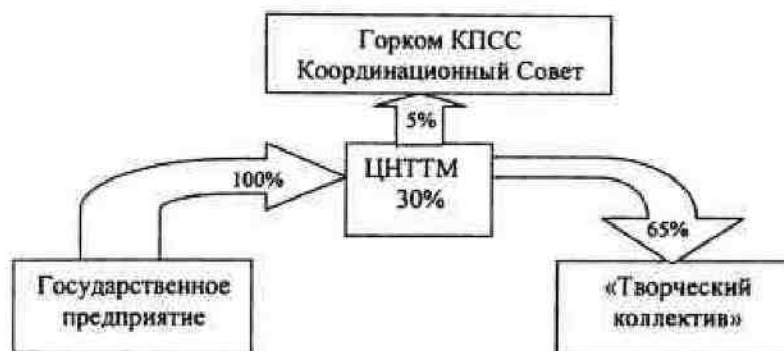 Горком КПСС
Координационный Совет
5%
ЦНТТМ
30%
100%
65%
Государственное
предприятие
«Творческий
коллектив»